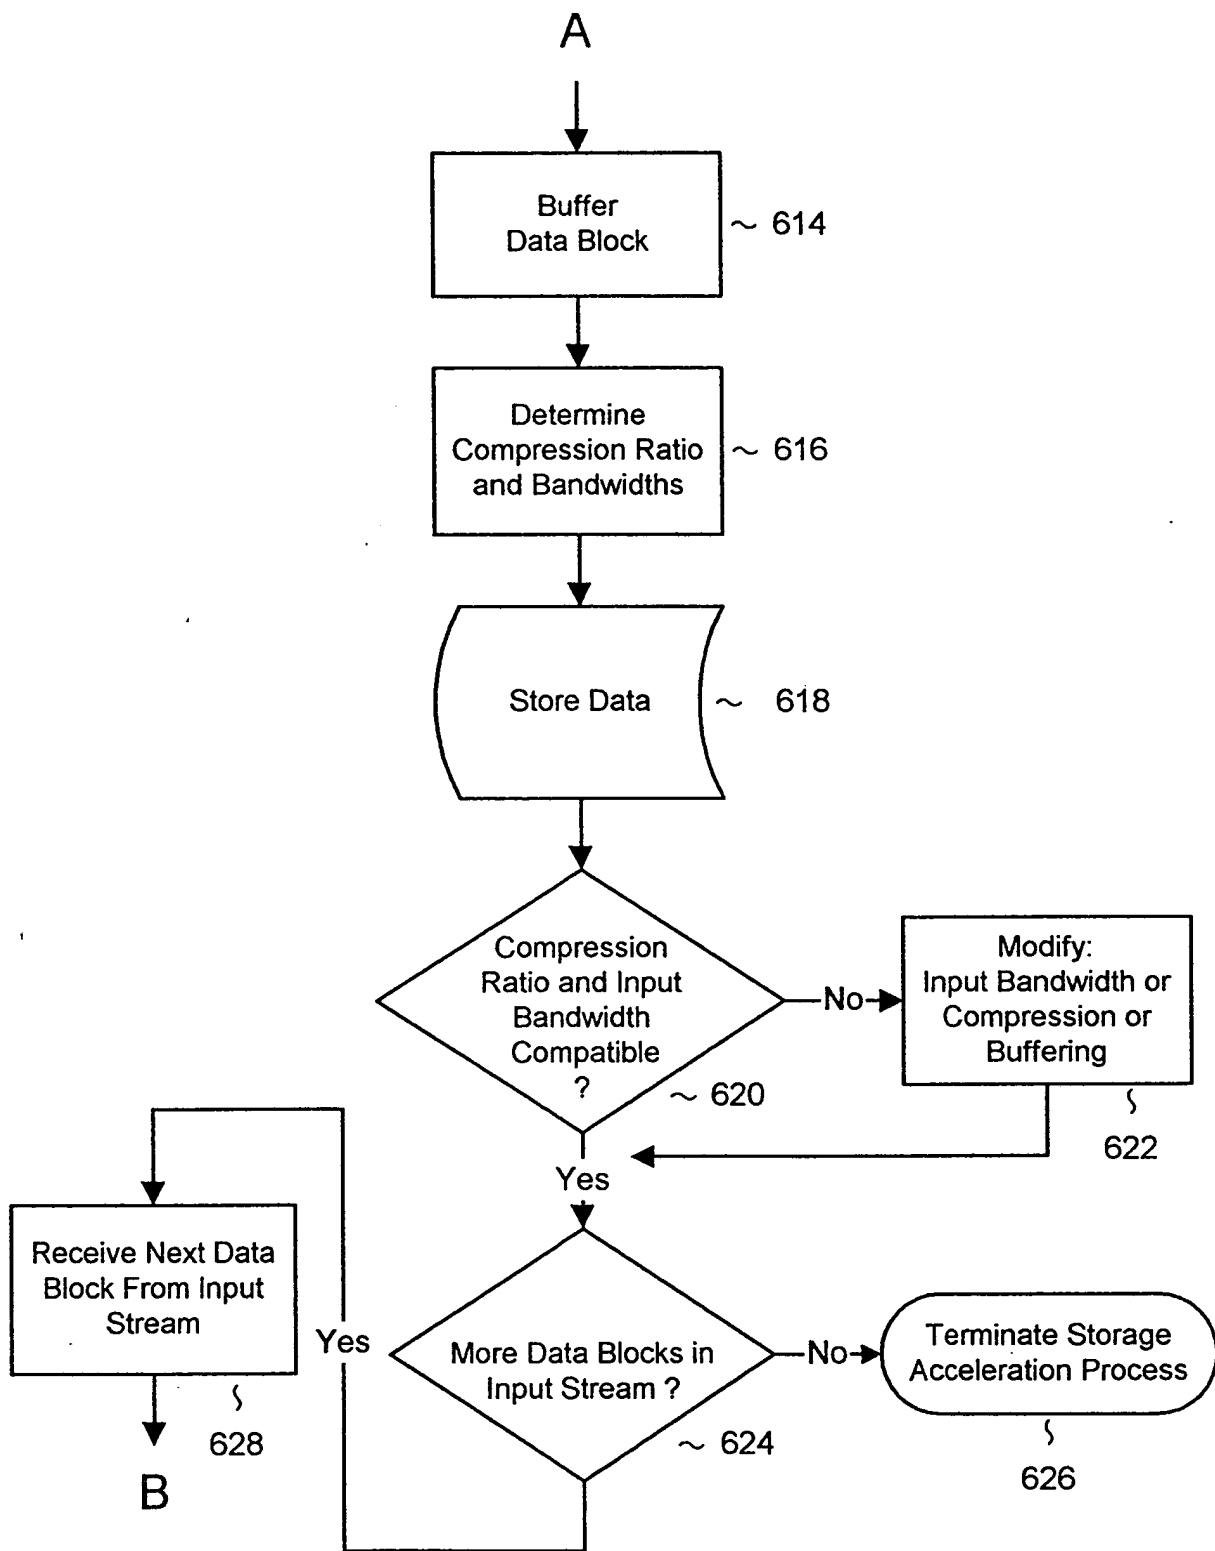 A
Buffer
Data Block
~ 614
Determine
Compression Ratio
and Bandwidths
~ 616
Store Data
~ 618
Compression
Ratio and Input
Bandwidth
Compatible
?
~ 620
No
Modify:
Input Bandwidth or
Compression or
Buffering
622
Yes
More Data Blocks in
Input Stream ?
~ 624
No
Terminate Storage
Acceleration Process
626
Yes
Receive Next Data
Block From Input
Stream
628
B